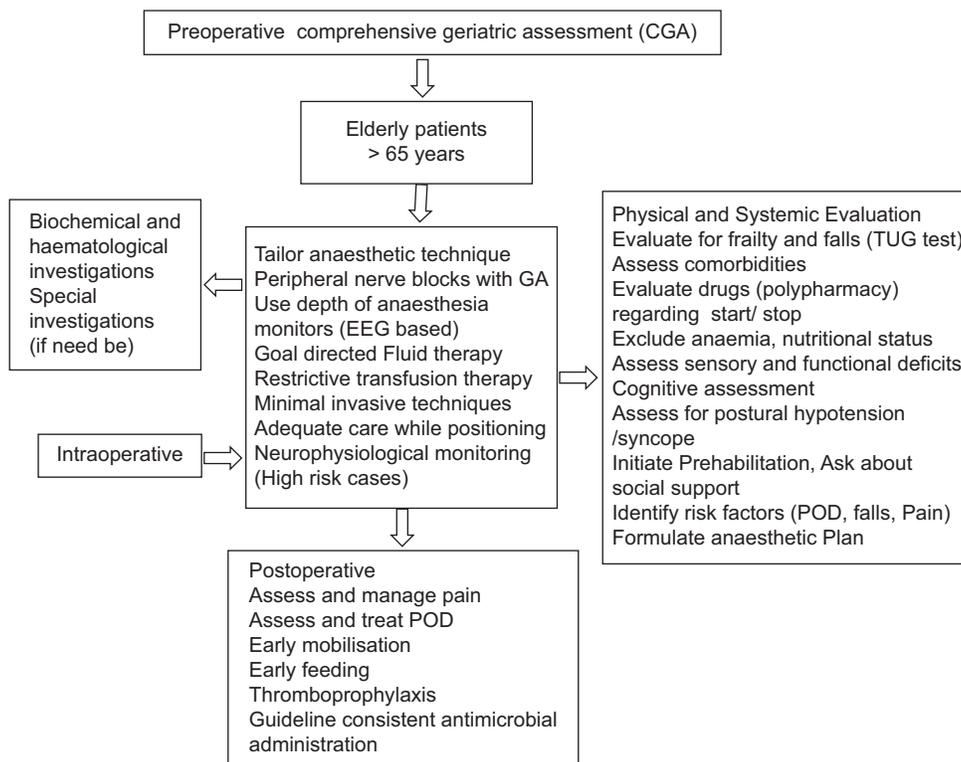 Preoperative comprehensive geriatric assessment (CGA)
Elderly patients
> 65 years
Biochemical and
haematological
investigations
Special
investigations
(if need be)
Tailor anaesthetic technique
Peripheral nerve blocks with GA
Use depth of anaesthesia
monitors (EEG based)
Goal directed Fluid therapy
Restrictive transfusion therapy
Minimal invasive techniques
Adequate care while positioning
Neurophysiological monitoring
(High risk cases)
Physical and Systemic Evaluation
Evaluate for frailty and falls (TUG test)
Assess comorbidities
Evaluate drugs (polypharmacy)
regarding start/ stop
Exclude anaemia, nutritional status
Assess sensory and functional deficits
Cognitive assessment
Assess for postural hypotension
/syncope
Initiate Prehabilitation, Ask about
social support
Identify risk factors (POD, falls, Pain)
Formulate anaesthetic Plan
Intraoperative
Postoperative
Assess and manage pain
Assess and treat POD
Early mobilisation
Early feeding
Thromboprophylaxis
Guideline consistent antimicrobial
administration